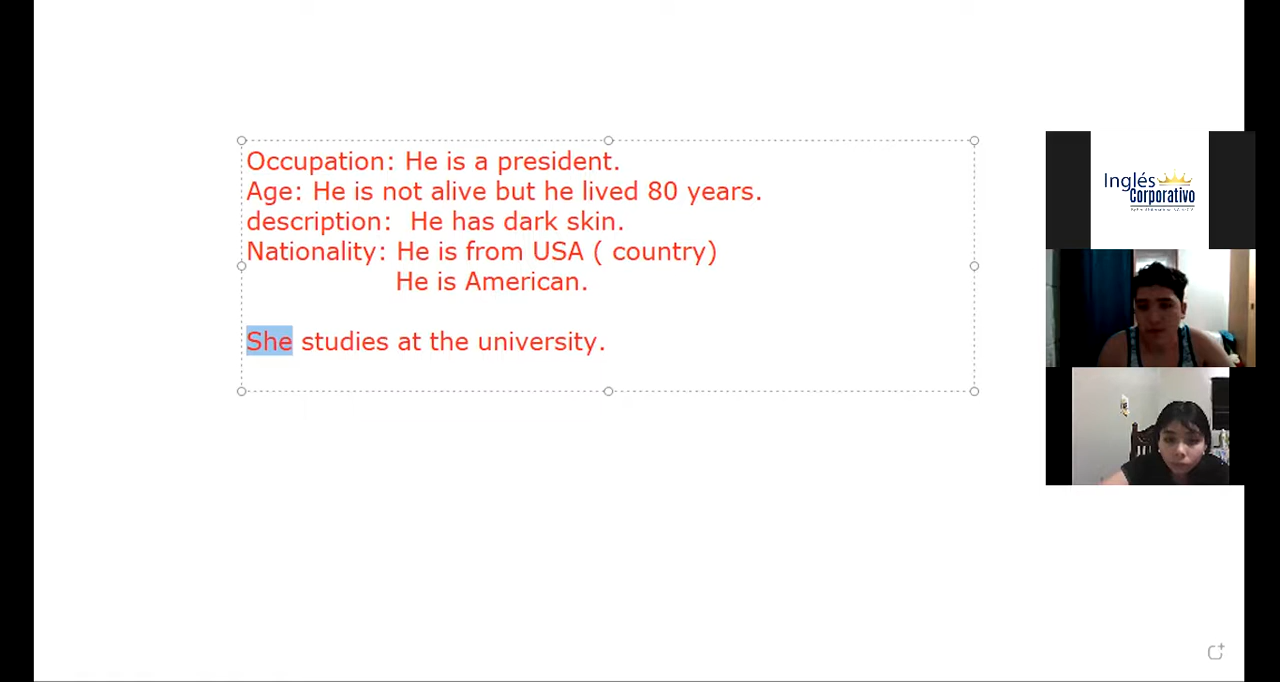 Occupation: He is a president.
Age: He is not alive but he lived 80 years.
description:  He has dark skin.
Nationality: He is from USA ( country)
He is American.
She studies at the university.
Inglés
Corporativo